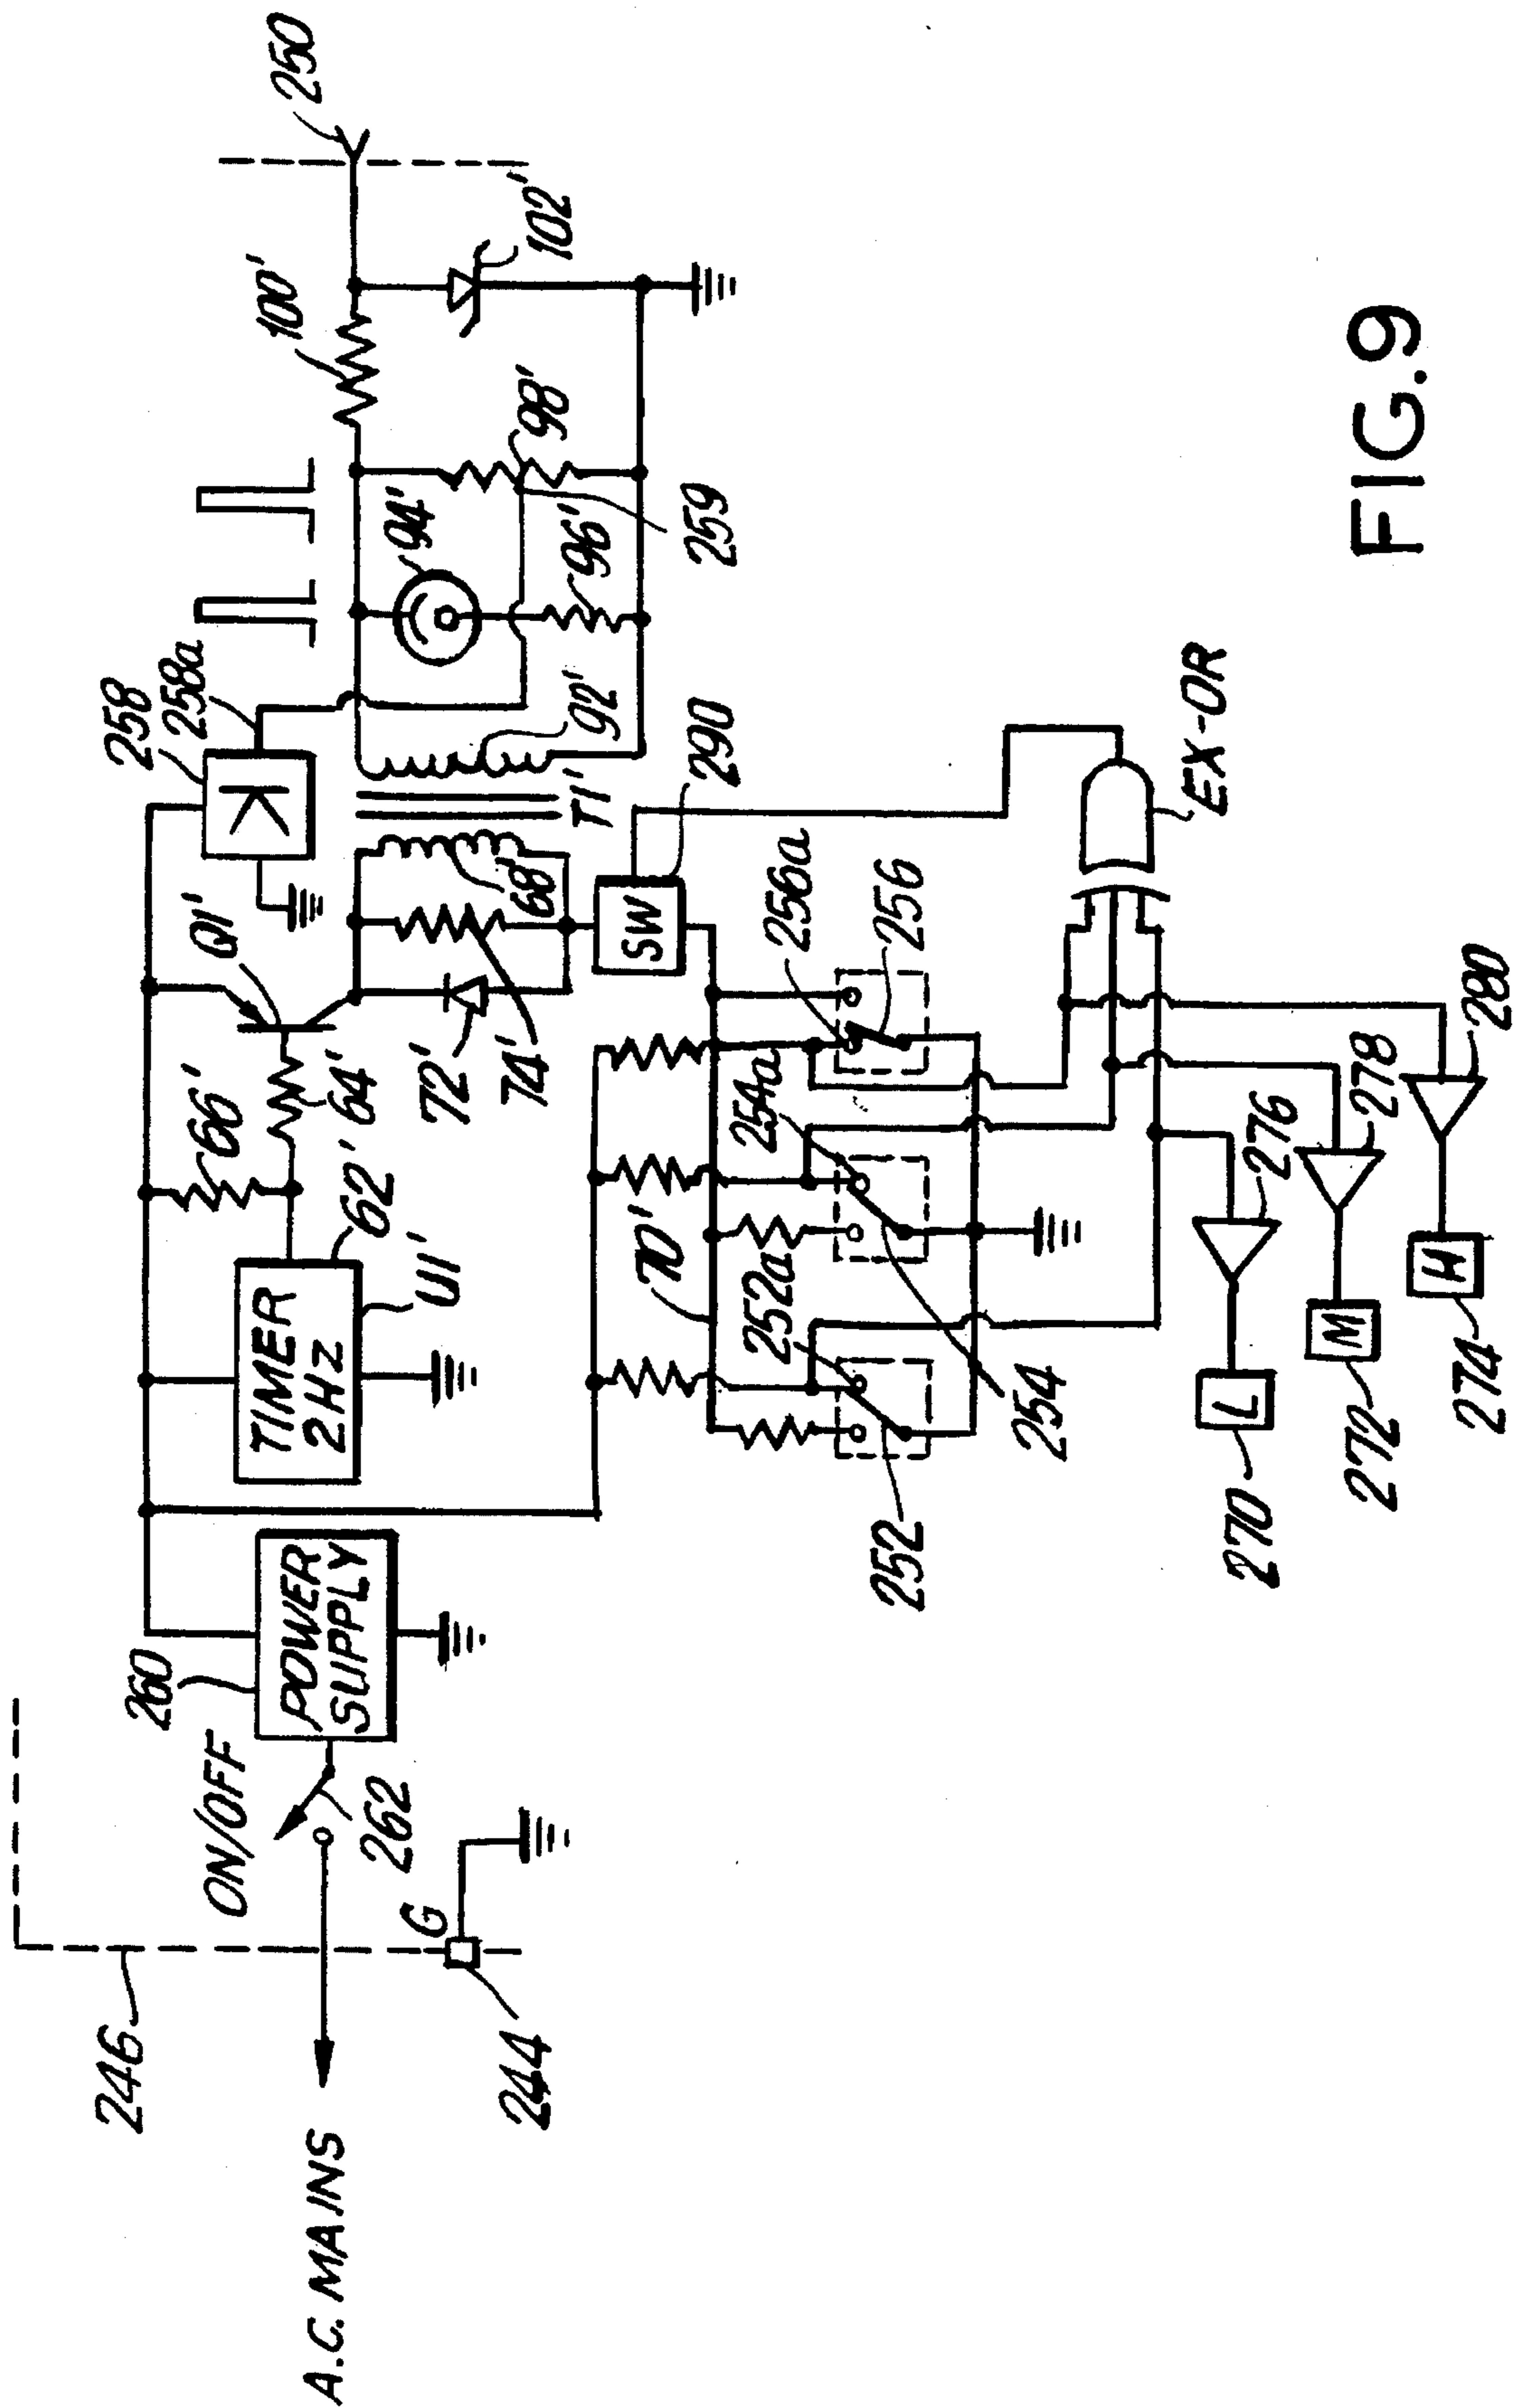 246
A.C. MAINS
244
G
ON/OFF
262
260
POWER
SUPPLY
TIMER
2HZ
62'
U1'
66'
64'
Q1'
72'
74'
68'
T1'
92'
258
258a
94'
96'
98'
259
100'
102'
250
SW
290
70'
252a
252
254a
254
256a
256
EX-OR
L
270
276
M
272
278
H
274
280
FIG.9